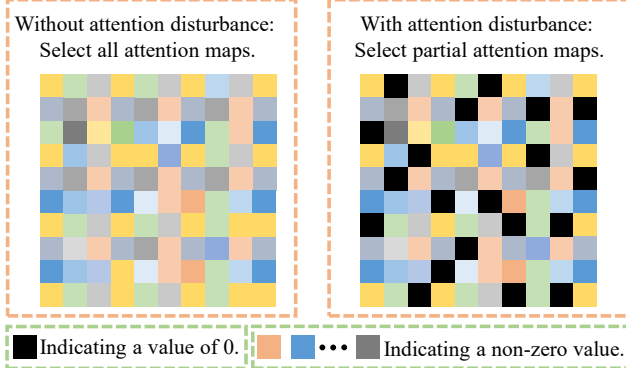 Without attention disturbance:
Select all attention maps.
With attention disturbance:
Select partial attention maps.
Indicating a value of 0.
Indicating a non-zero value.